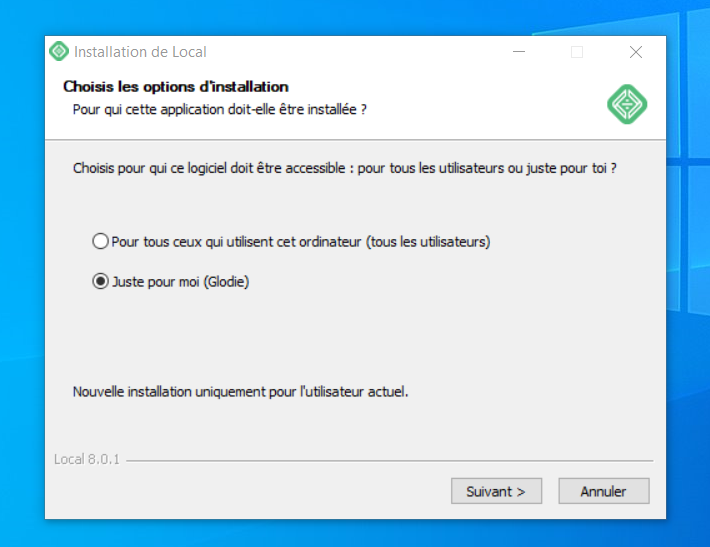 Installation de Local
Choisis les options d'installation
Pour qui cette application doit-elle être installée ?
Choisis pour qui ce logiciel doit être accessible : pour tous les utilisateurs ou juste pour toi ?
Pour tous ceux qui utilisent cet ordinateur (tous les utilisateurs)
Juste pour moi (Glodie)
Nouvelle installation uniquement pour l'utilisateur actuel.
Local 8.0.1
Suivant >
Annuler